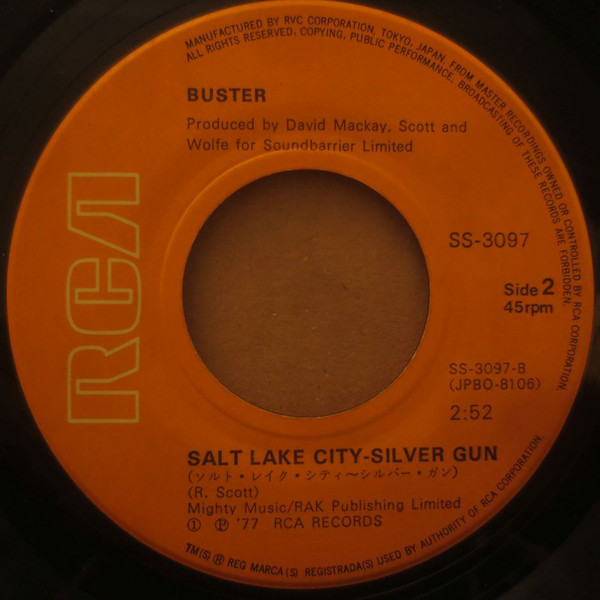 MANUFACTURED BY RVC CORPORATION, TOKYO, JAPAN. FROM MASTER RECORDINGS OWNED OR CONTROLLED BY RCA CORPORATION.
ALL RIGHTS RESERVED. COPYING, PUBLIC PERFORMANCE, BROADCASTING OF THESE RECORDS ARE FORBIDDEN.
BUSTER
Produced by David Mackay, Scott and
Wolfe for Soundbarrier Limited
RCA
SS-3097
Side 2
45rpm
SS-3097-B
(JPBO-8106)
2:52
SALT LAKE CITY-SILVER GUN
(ソルト・レイク・シティ〜シルバー・ガン)
(R. Scott)
Mighty Music/RAK Publishing Limited
① Ⓟ '77 RCA RECORDS
TM(S) ® REG MARCA(S) REGISTRADA(S) USED BY AUTHORITY OF RCA CORPORATION.